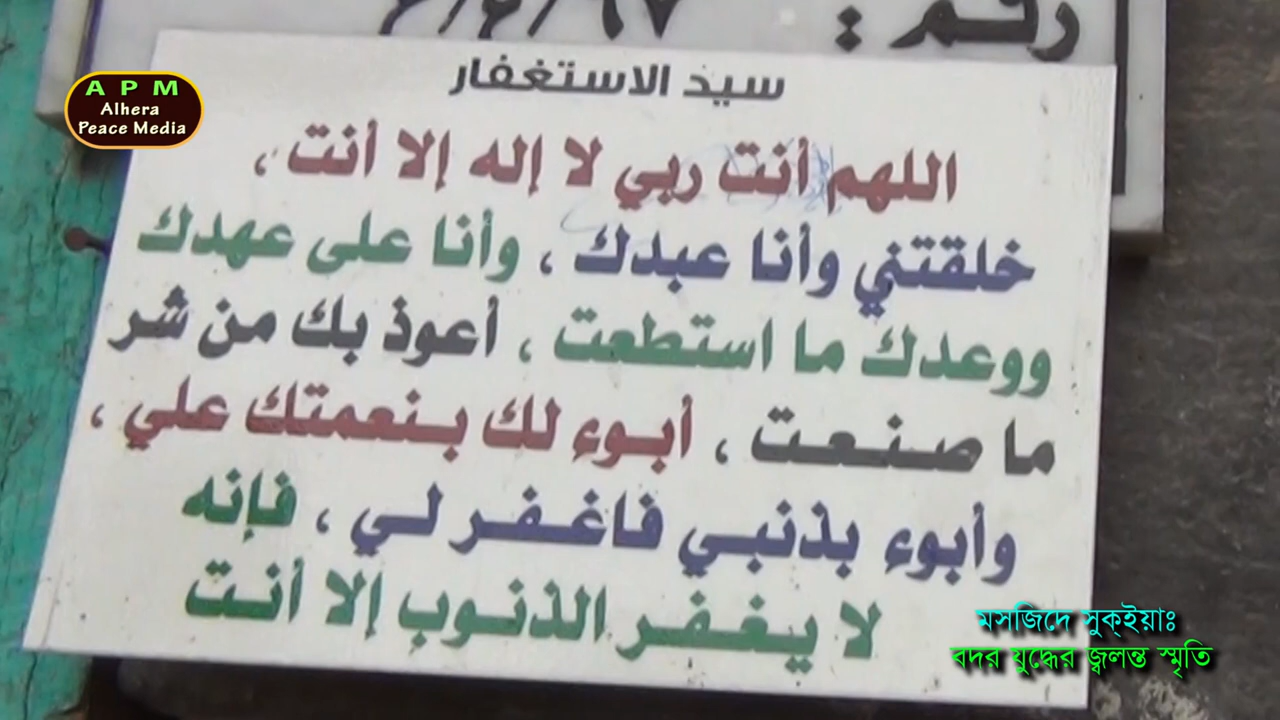 رقم :
سيد الاستغفار
اللهم أنت ربي لا إله إلا أنت ،
خلقتني وأنا عبدك ، وأنا على عهدك
ووعدك ما استطعت ، أعوذ بك من شر
ما صنعت ، أبوء لك بنعمتك علي ،
وأبوء بذنبي فاغفر لي ، فإنه
لا يغفر الذنوب إلا أنت
A P M
Alhera
Peace Media
মসজিদে সুক্ইয়াঃ
বদর যুদ্ধের জ্বলন্ত স্মৃতি